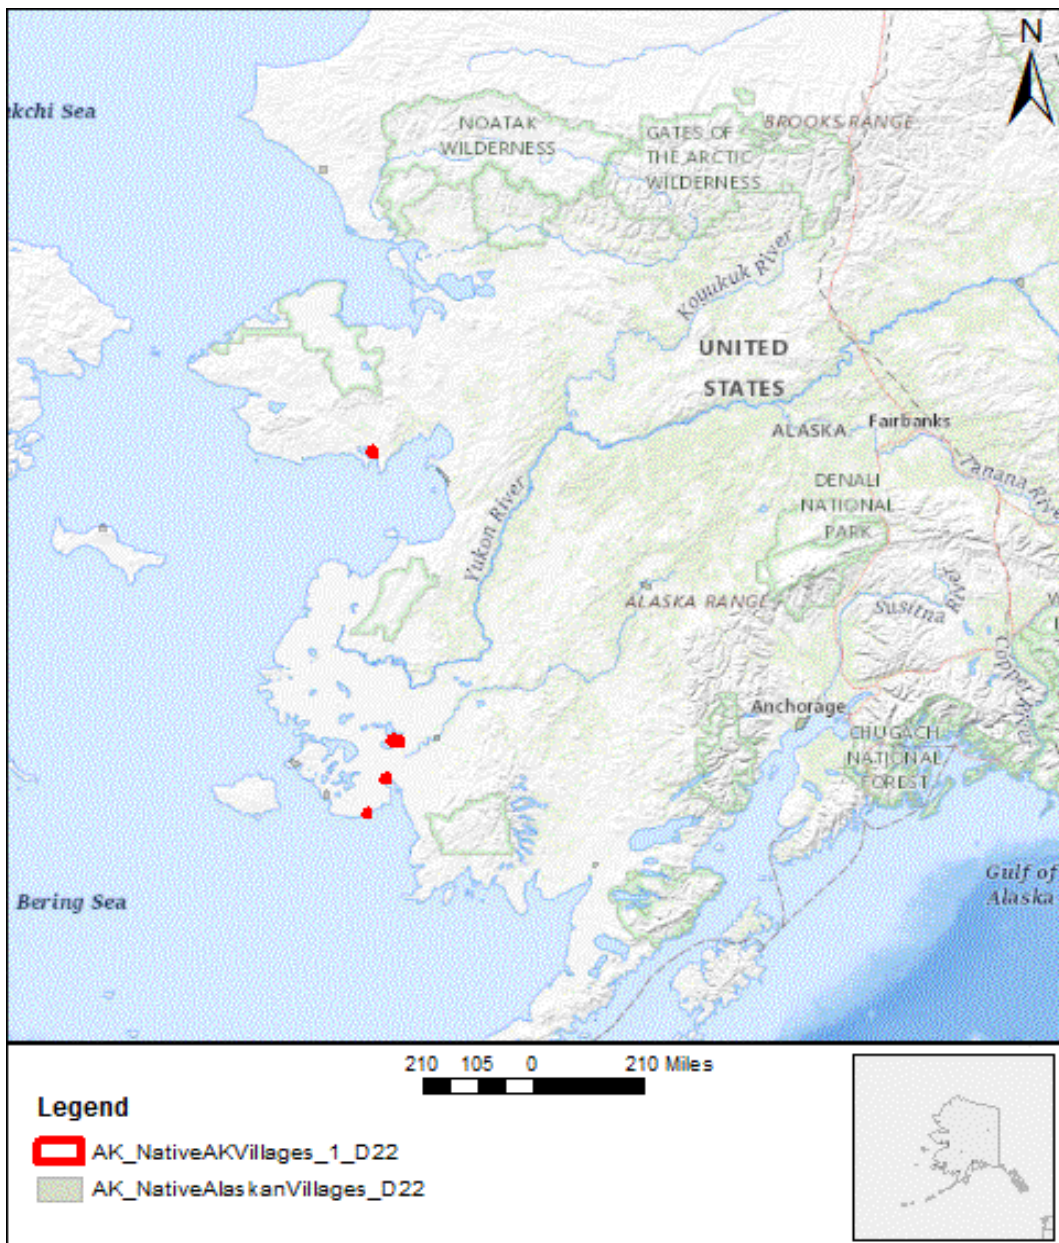 N
kchi Sea
NOATAK
WILDERNESS
GATES OF
THE ARCTIC
WILDERNESS
BROOKS RANGE
Koyukuk River
UNITED
STATES
ALASKA
Fairbanks
Tanana River
DENALI
NATIONAL
PARK
Yukon River
ALASKA RANGE
Susitna
River
Copper River
Anchorage
CHUGACH
NATIONAL
FOREST
Gulf of
Alaska
Bering Sea
210 105 0 210 Miles
Legend
AK_NativeAKVillages_1_D22
AK_NativeAlaskanVillages_D22